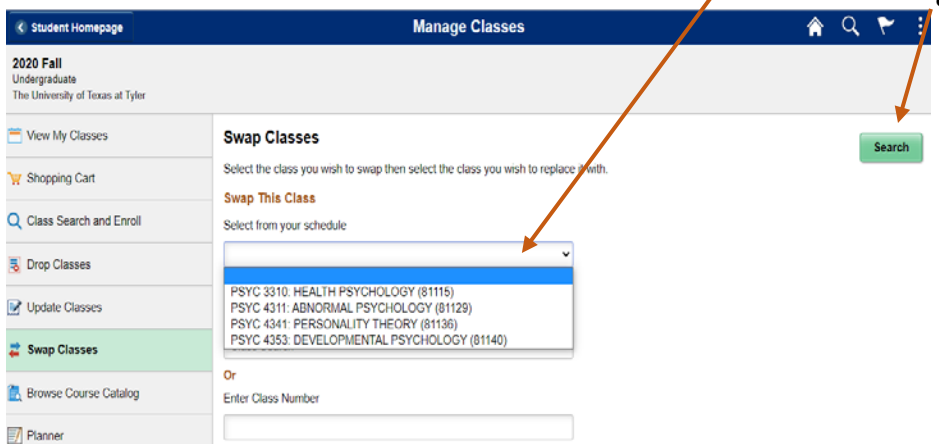 Student Homepage
Manage Classes
2020 Fall
Undergraduate
The University of Texas at Tyler
View My Classes
Shopping Cart
Class Search and Enroll
Drop Classes
Update Classes
Swap Classes
Browse Course Catalog
Planner
Swap Classes
Search
Select the class you wish to swap then select the class you wish to replace it with.
Swap This Class
Select from your schedule
PSYC 3310: HEALTH PSYCHOLOGY (81115)
PSYC 4311: ABNORMAL PSYCHOLOGY (81129)
PSYC 4341: PERSONALITY THEORY (81136)
PSYC 4353: DEVELOPMENTAL PSYCHOLOGY (81140)
Or
Enter Class Number